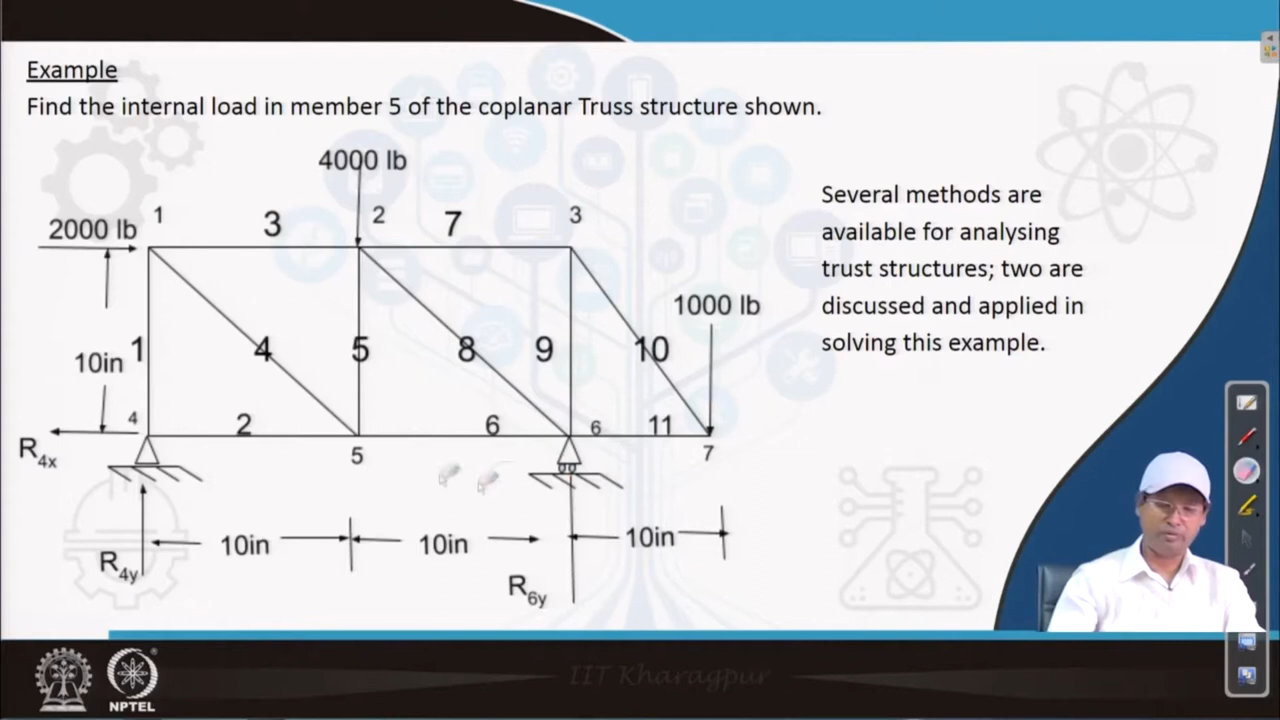 Example
Find the internal load in member 5 of the coplanar Truss structure shown.
4000 lb
2000 lb
1
3
2
7
3
1000 lb
10in
1
4
5
8
9
10
R4x
4
2
5
6
6
11
7
R4y
10in
10in
R6y
10in
Several methods are
available for analysing
trust structures; two are
discussed and applied in
solving this example.
NPTEL
IIT Kharagpur